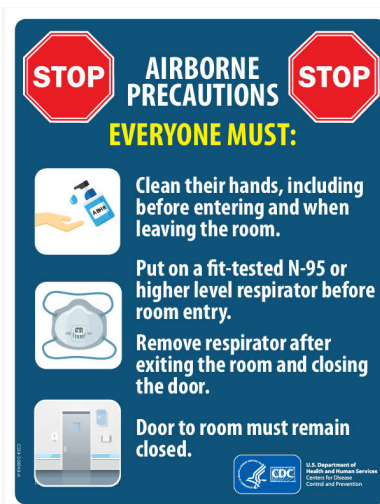 STOP
AIRBORNE
PRECAUTIONS
STOP
EVERYONE MUST:
Clean their hands, including
before entering and when
leaving the room.
Put on a fit-tested N-95 or
higher level respirator before
room entry.
Remove respirator after
exiting the room and closing
the door.
Door to room must remain
closed.
CDC
U.S. Department of
Health and Human Services
Centers for Disease
Control and Prevention